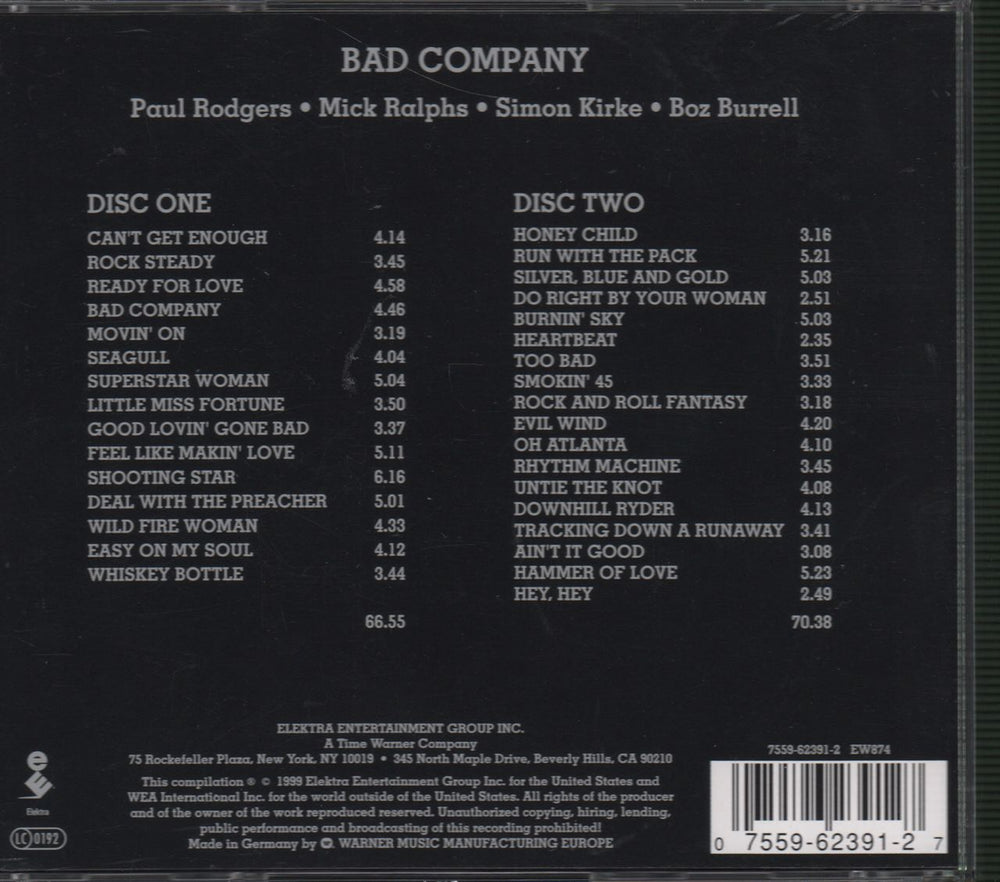 BAD COMPANY
Paul Rodgers • Mick Ralphs • Simon Kirke • Boz Burrell
DISC ONE
CAN'T GET ENOUGH 4.14
ROCK STEADY 3.45
READY FOR LOVE 4.58
BAD COMPANY 4.46
MOVIN' ON 3.19
SEAGULL 4.04
SUPERSTAR WOMAN 5.04
LITTLE MISS FORTUNE 3.50
GOOD LOVIN' GONE BAD 3.37
FEEL LIKE MAKIN' LOVE 5.11
SHOOTING STAR 6.16
DEAL WITH THE PREACHER 5.01
WILD FIRE WOMAN 4.33
EASY ON MY SOUL 4.12
WHISKEY BOTTLE 3.44
66.55
DISC TWO
HONEY CHILD 3.16
RUN WITH THE PACK 5.21
SILVER, BLUE AND GOLD 5.03
DO RIGHT BY YOUR WOMAN 2.51
BURNIN' SKY 5.03
HEARTBEAT 2.35
TOO BAD 3.51
SMOKIN' 45 3.33
ROCK AND ROLL FANTASY 3.18
EVIL WIND 4.20
OH ATLANTA 4.10
RHYTHM MACHINE 3.45
UNTIE THE KNOT 4.08
DOWNHILL RYDER 4.13
TRACKING DOWN A RUNAWAY 3.41
AIN'T IT GOOD 3.08
HAMMER OF LOVE 5.23
HEY, HEY 2.49
70.38
ELEKTRA ENTERTAINMENT GROUP INC.
A Time Warner Company
75 Rockefeller Plaza, New York, NY 10019 • 345 North Maple Drive, Beverly Hills, CA 90210
This compilation ℗ © 1999 Elektra Entertainment Group Inc. for the United States and
WEA International Inc. for the world outside of the United States. All rights of the producer
and of the owner of the work reproduced reserved. Unauthorized copying, hiring, lending,
public performance and broadcasting of this recording prohibited!
Made in Germany by WARNER MUSIC MANUFACTURING EUROPE
Elektra
LC 0192
7559-62391-2 EW874
0 7559-62391-2 7